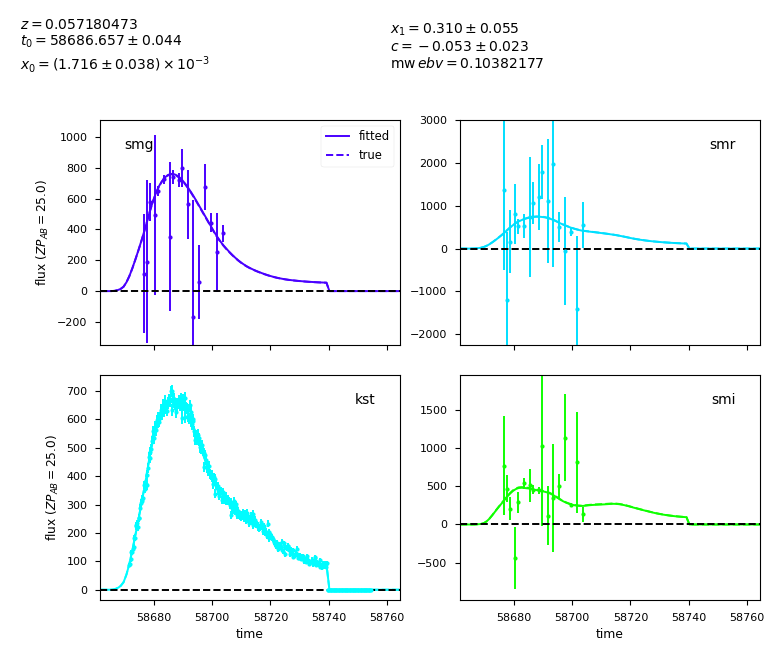 z = 0.057180473
t₀ = 58686.657 ± 0.044
x₀ = (1.716 ± 0.038) × 10⁻³
x₁ = 0.310 ± 0.055
c = −0.053 ± 0.023
mw ebv = 0.10382177
smg
fitted
true
1000
800
600
400
200
0
−200
flux (ZP_AB = 25.0)
smr
3000
2000
1000
0
−1000
−2000
kst
700
600
500
400
300
200
100
0
flux (ZP_AB = 25.0)
58680 58700 58720 58740 58760
time
smi
1500
1000
500
0
−500
58680 58700 58720 58740 58760
time